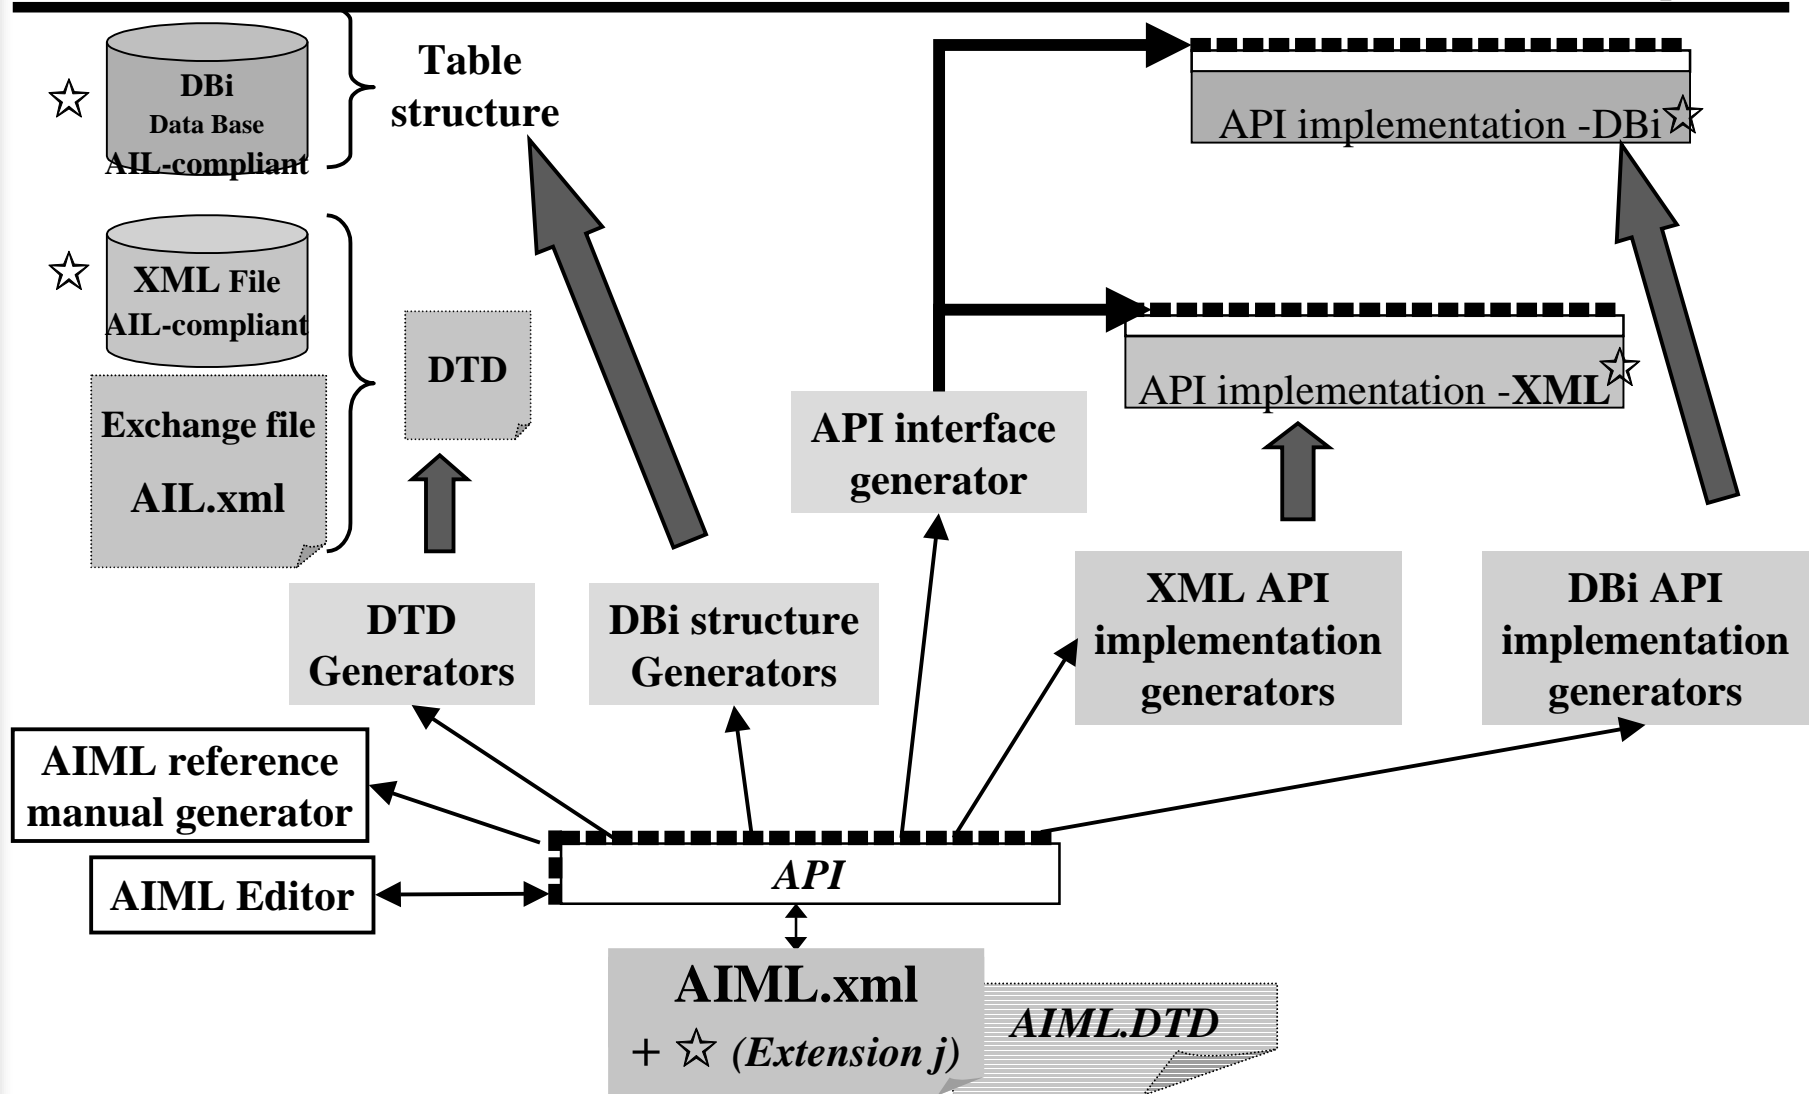 DBi
Data Base
AIL-compliant
Table
structure
API implementation -DBi
XML File
AIL-compliant
DTD
Exchange file
AIL.xml
API implementation -XML
API interface
generator
DTD
Generators
DBi structure
Generators
XML API
implementation
generators
DBi API
implementation
generators
AIML reference
manual generator
AIML Editor
API
AIML.xml
+ ☆ (Extension j)
AIML.DTD